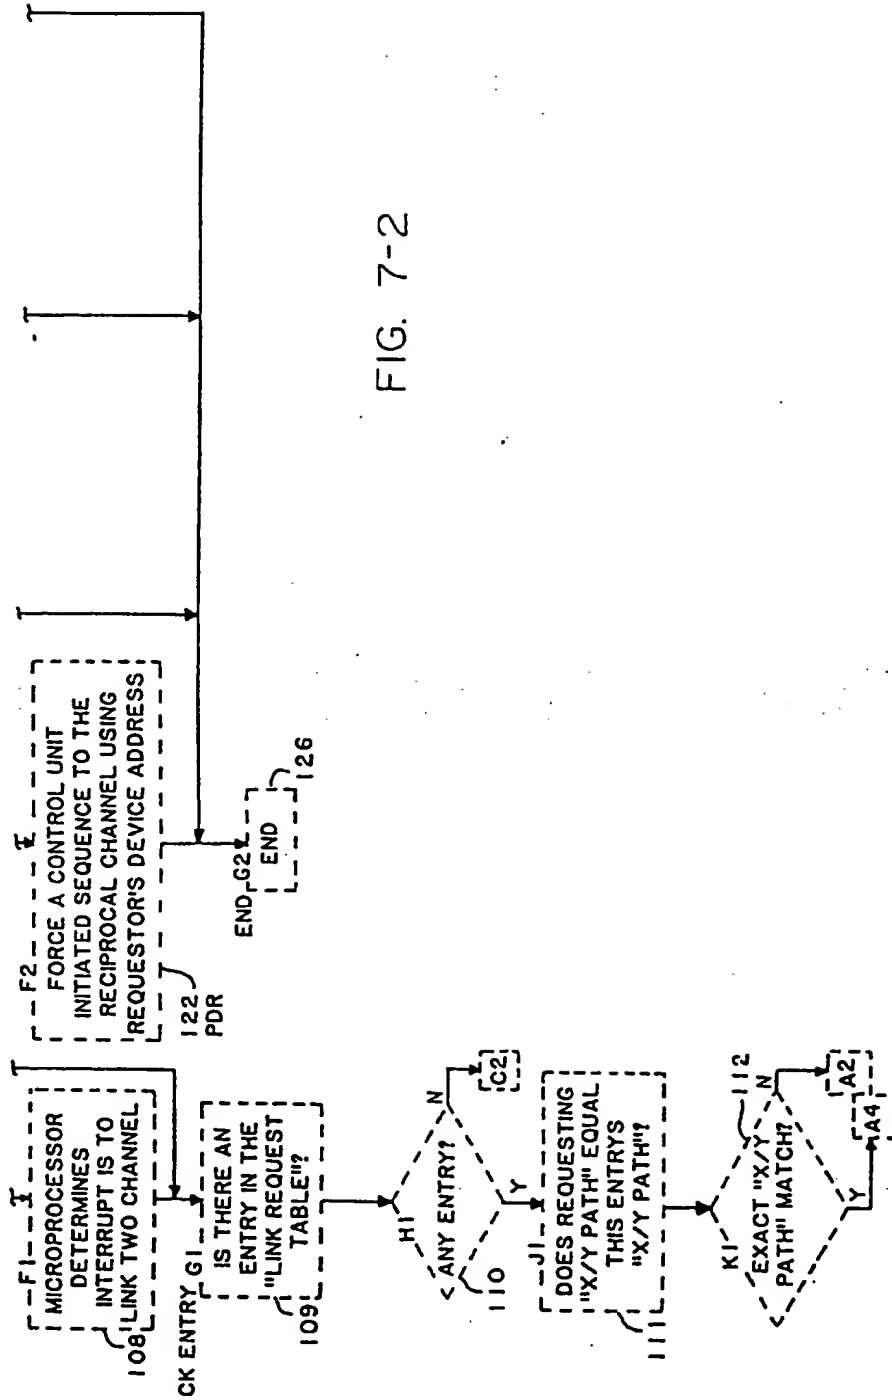 F1
MICROPROCESSOR
DETERMINES
INTERRUPT IS TO
LINK TWO CHANNEL
108
CK ENTRY G1
IS THERE AN
ENTRY IN THE
"LINK REQUEST
TABLE"?
109
H1
ANY ENTRY?
110
N
C2
Y
J1
DOES REQUESTING
"X/Y PATH" EQUAL
THIS ENTRYS
"X/Y PATH"?
111
K1
EXACT "X/Y
PATH" MATCH?
112
N
A2
Y
A4
F2
FORCE A CONTROL UNIT
INITIATED SEQUENCE TO THE
RECIPROCAL CHANNEL USING
REQUESTOR'S DEVICE ADDRESS
122
PDR
END G2
END
126
FIG. 7-2